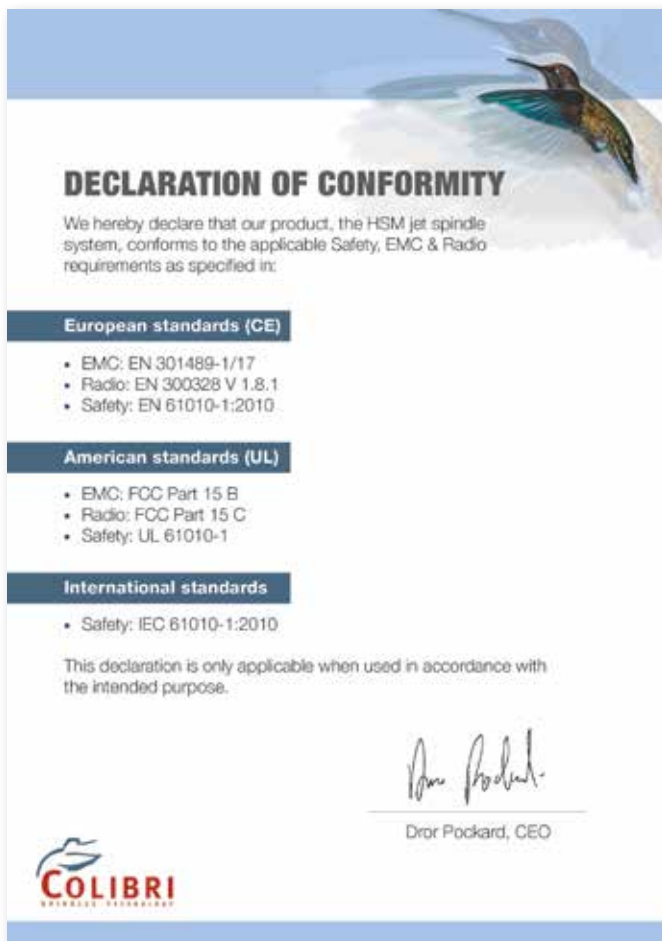 DECLARATION OF CONFORMITY
We hereby declare that our product, the HSM jet spindle
system, conforms to the applicable Safety, EMC & Radio
requirements as specified in:
European standards (CE)
• EMC: EN 301489-1/17
• Radio: EN 300328 V 1.8.1
• Safety: EN 61010-1:2010
American standards (UL)
• EMC: FCC Part 15 B
• Radio: FCC Part 15 C
• Safety: UL 61010-1
International standards
• Safety: IEC 61010-1:2010
This declaration is only applicable when used in accordance with
the intended purpose.
Dror Pockard, CEO
COLIBRI
SPINDLES TECHNOLOGY